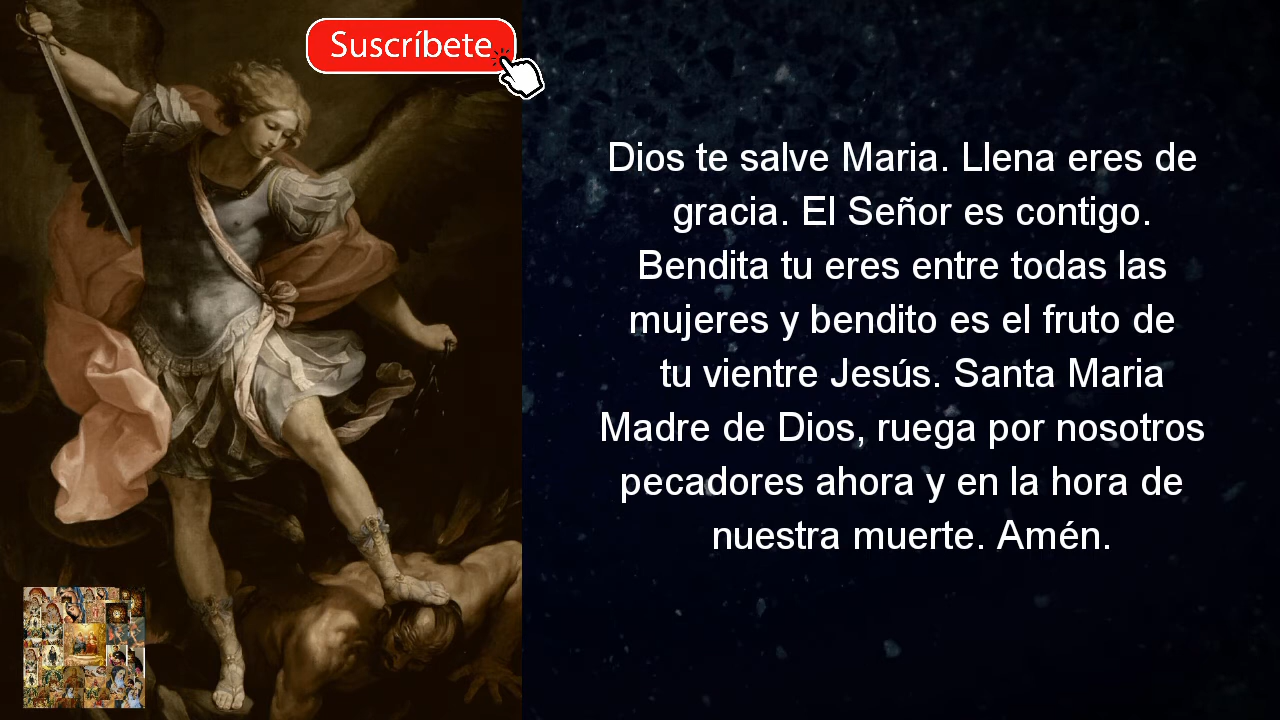 Suscríbete
Dios te salve Maria. Llena eres de
gracia. El Señor es contigo.
Bendita tu eres entre todas las
mujeres y bendito es el fruto de
tu vientre Jesús. Santa Maria
Madre de Dios, ruega por nosotros
pecadores ahora y en la hora de
nuestra muerte. Amén.